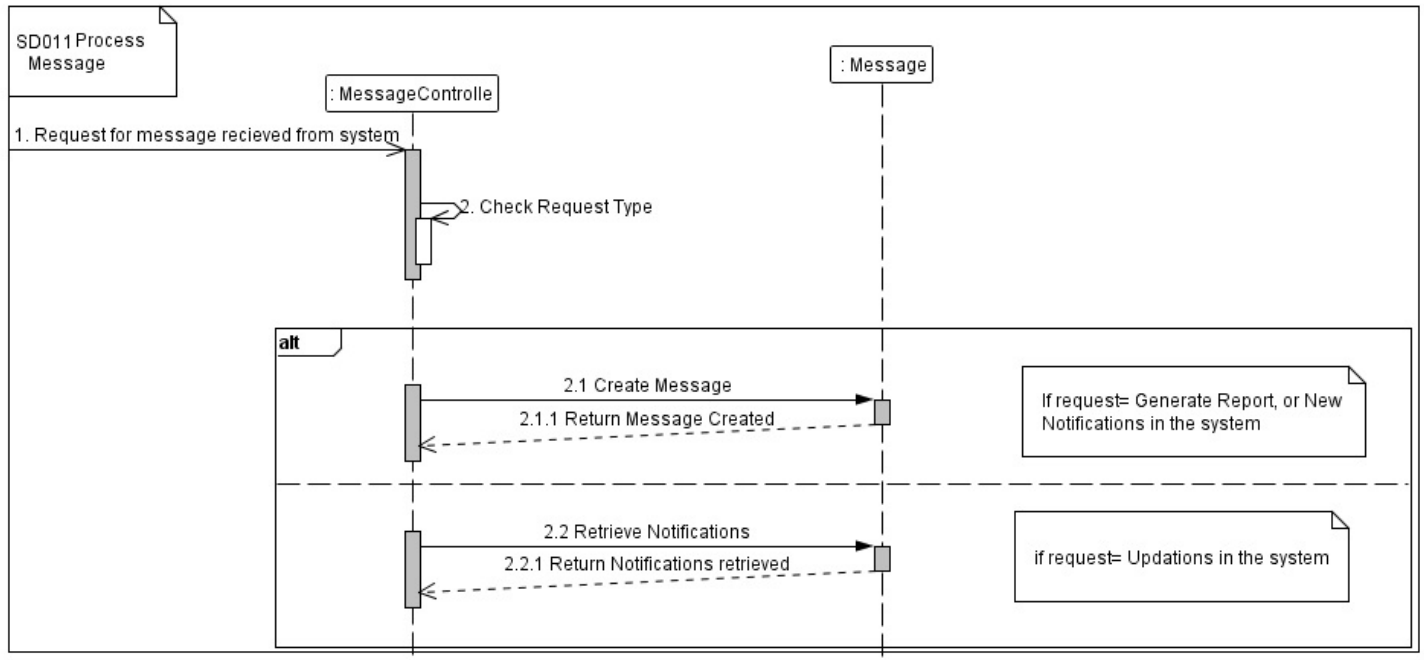 SD011 Process
Message
: MessageControlle
: Message
1. Request for message recieved from system
2. Check Request Type
alt
2.1 Create Message
2.1.1 Return Message Created
If request= Generate Report, or New
Notifications in the system
2.2 Retrieve Notifications
2.2.1 Return Notifications retrieved
if request= Updations in the system